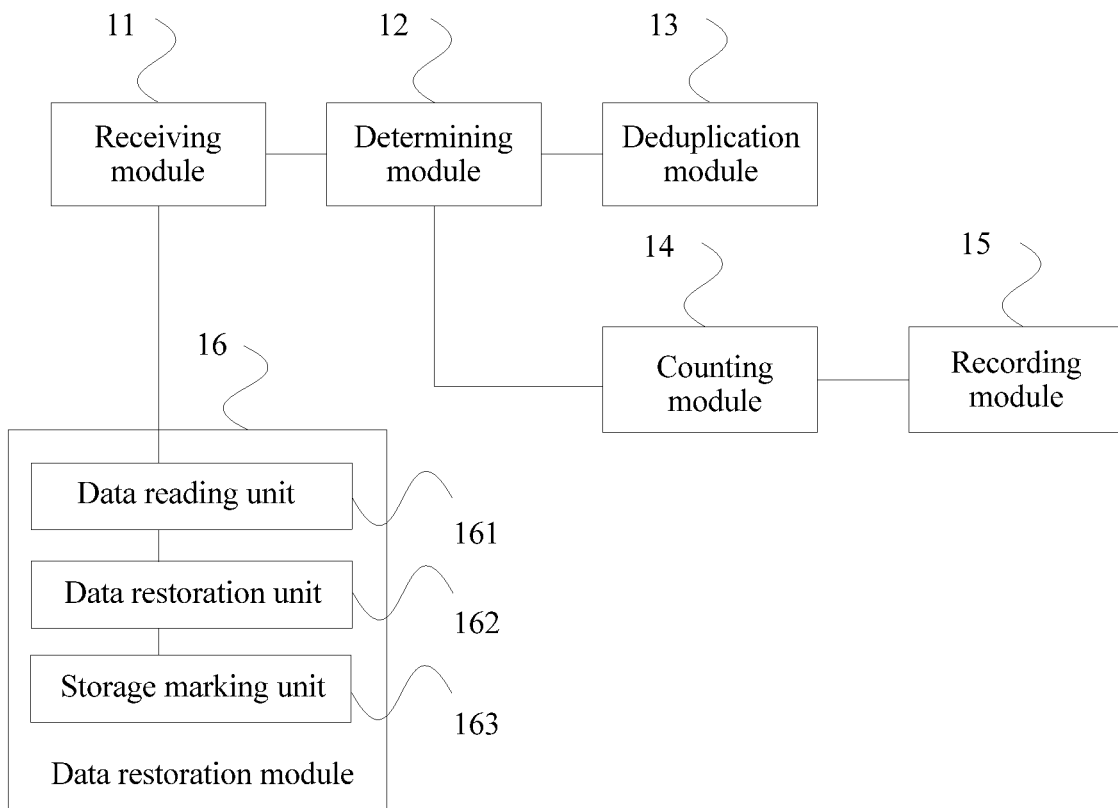 11
12
13
Receiving
module
Determining
module
Deduplication
module
14
15
Counting
module
Recording
module
16
Data reading unit
161
Data restoration unit
162
Storage marking unit
163
Data restoration module